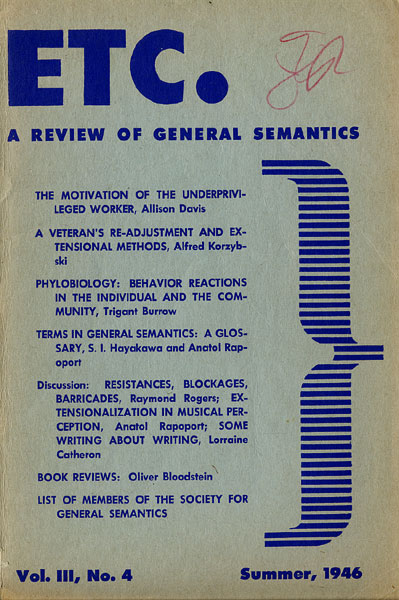 ETC.
A REVIEW OF GENERAL SEMANTICS
THE MOTIVATION OF THE UNDERPRIVI-
LEGED WORKER, Allison Davis
A VETERAN'S RE-ADJUSTMENT AND EX-
TENSIONAL METHODS, Alfred Korzyb-
ski
PHYLOBIOLOGY: BEHAVIOR REACTIONS
IN THE INDIVIDUAL AND THE COM-
MUNITY, Trigant Burrow
TERMS IN GENERAL SEMANTICS: A GLOS-
SARY, S. I. Hayakawa and Anatol Rap-
oport
Discussion: RESISTANCES, BLOCKAGES,
BARRICADES, Raymond Rogers; EX-
TENSIONALIZATION IN MUSICAL PER-
CEPTION, Anatol Rapoport; SOME
WRITING ABOUT WRITING, Lorraine
Catheron
BOOK REVIEWS: Oliver Bloodstein
LIST OF MEMBERS OF THE SOCIETY FOR
GENERAL SEMANTICS
Vol. III, No. 4
Summer, 1946